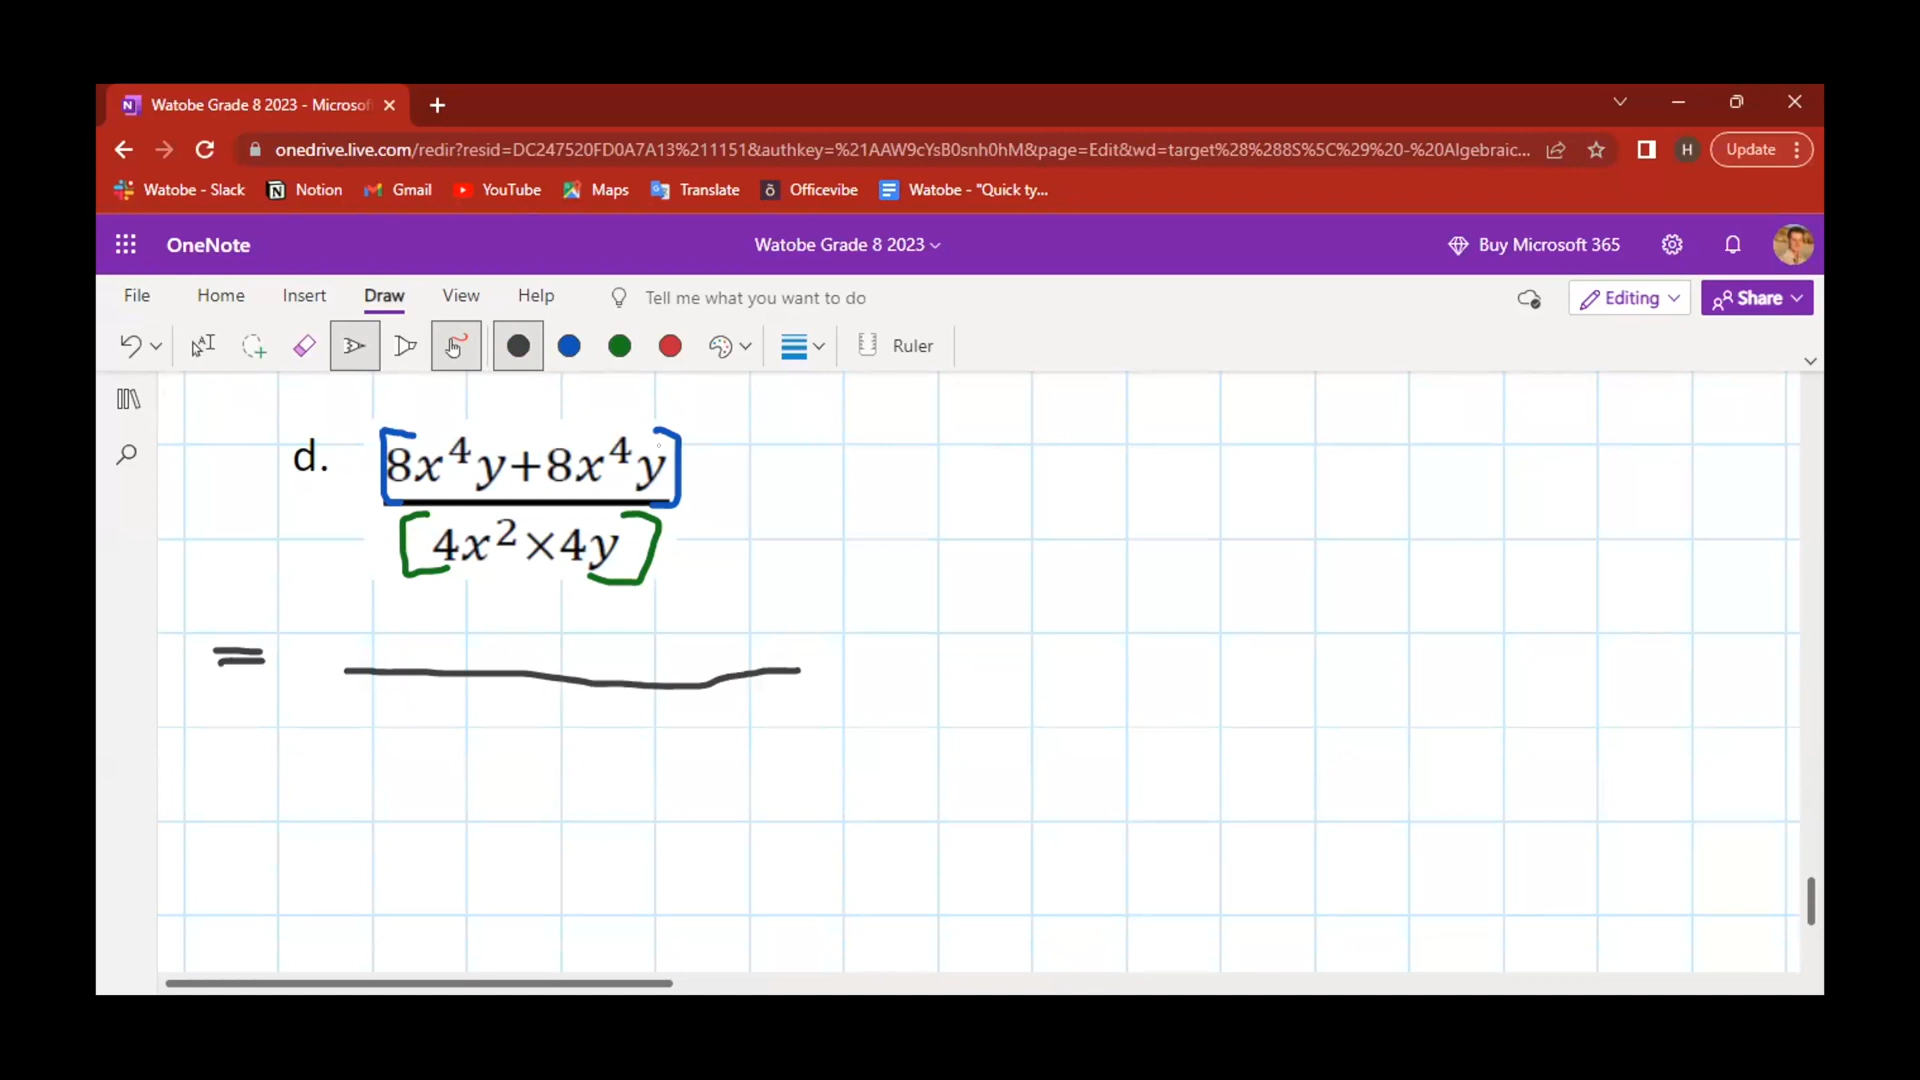 Watobe Grade 8 2023 - Microsof
onedrive.live.com/redir?resid=DC247520FD0A7A13%211151&authkey=%21AAW9cYsB0snh0hM&page=Edit&wd=target%28%288S%5C%29%20-%20Algebraic... H Update
Watobe - Slack Notion Gmail YouTube Maps Translate Officevibe Watobe - "Quick ty...
OneNote Watobe Grade 8 2023 Buy Microsoft 365
File Home Insert Draw View Help Tell me what you want to do Editing Share
Ruler
d. [8x⁴y+8x⁴y]
[4x²×4y]
=